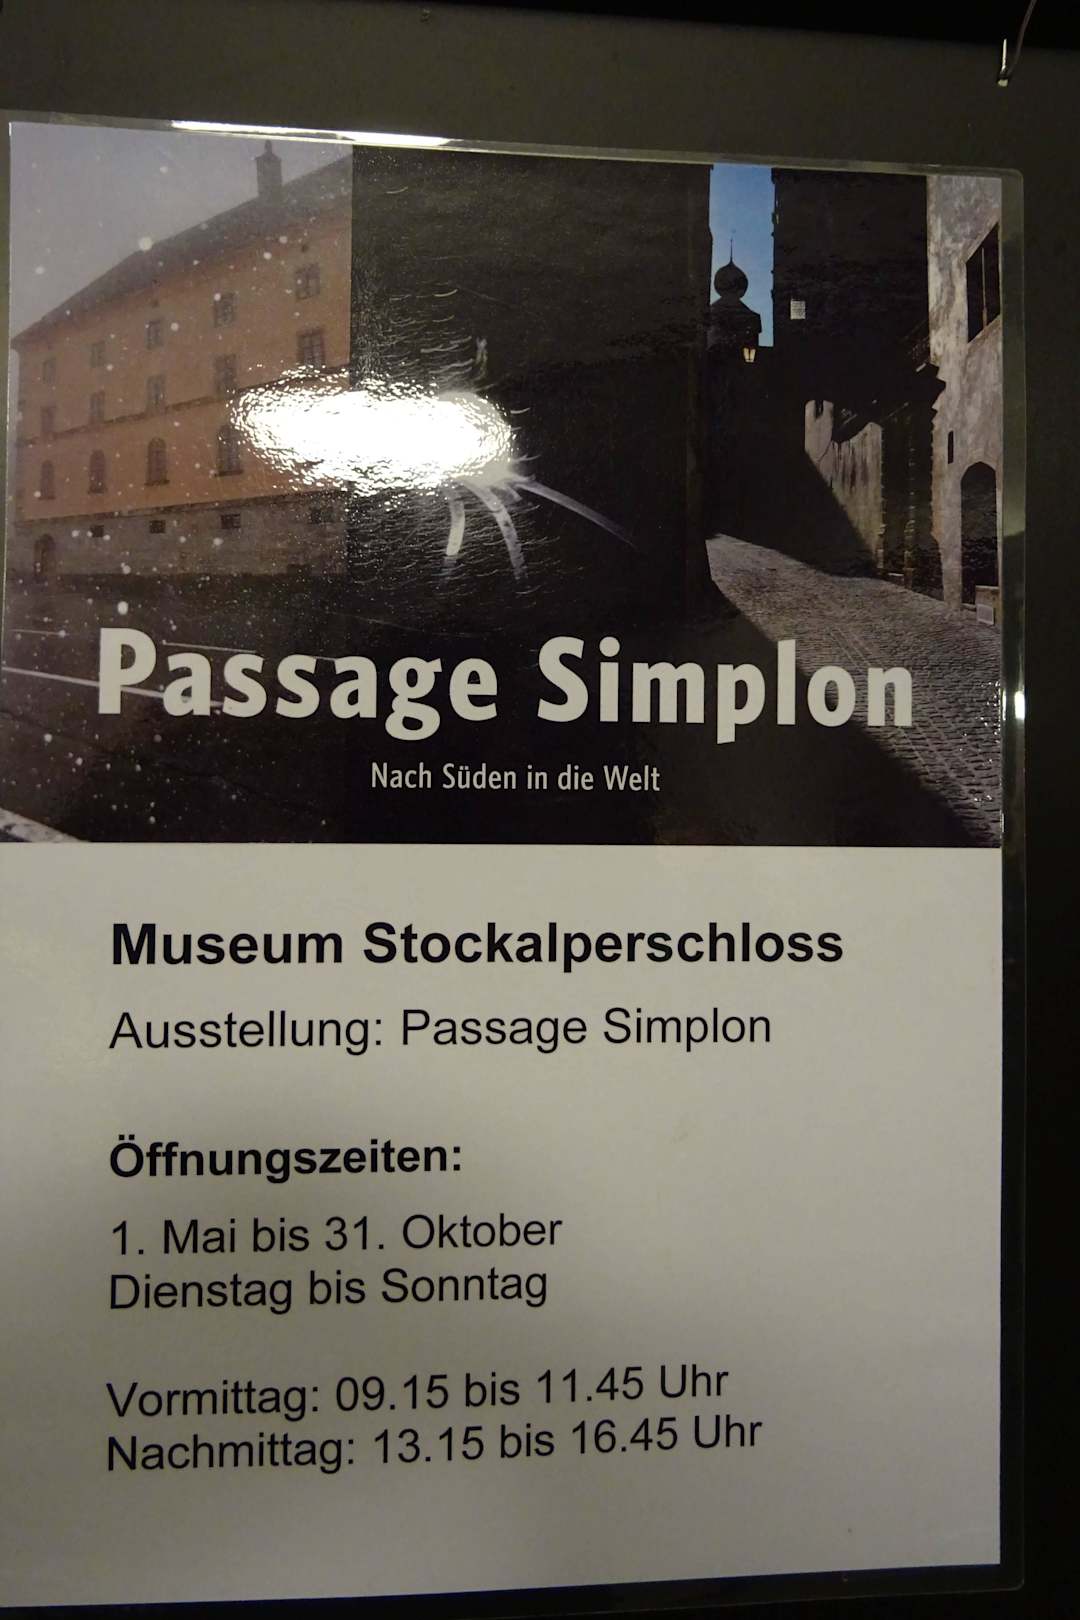 Passage Simplon
Nach Süden in die Welt
Museum Stockalperschloss
Ausstellung: Passage Simplon
Öffnungszeiten:
1. Mai bis 31. Oktober
Dienstag bis Sonntag
Vormittag: 09.15 bis 11.45 Uhr
Nachmittag: 13.15 bis 16.45 Uhr